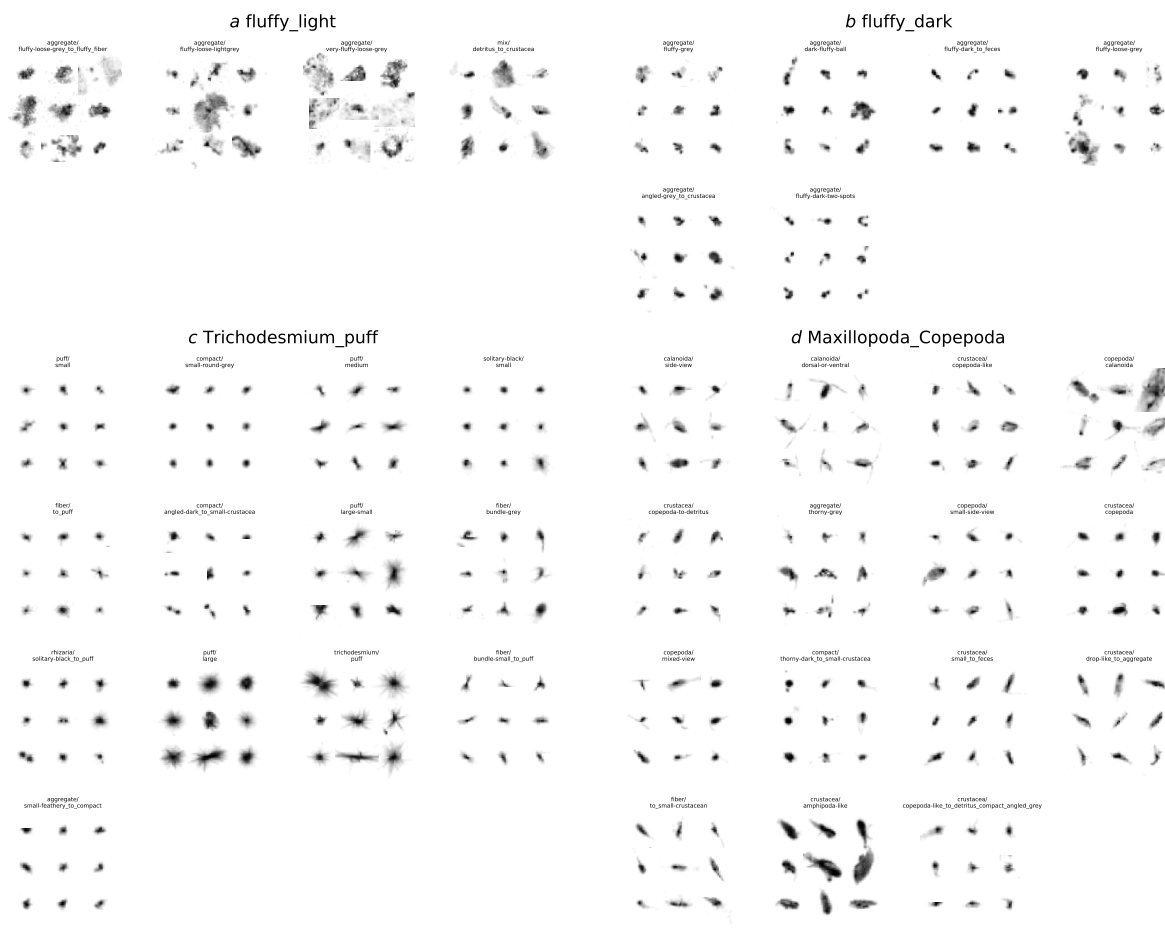 a fluffy_light
aggregate/
fluffy-loose-grey_to_fluffy_fiber
aggregate/
fluffy-loose-lightgrey
aggregate/
very-fluffy-loose-grey
mix/
detritus_to_crustacea
b fluffy_dark
aggregate/
fluffy-grey
aggregate/
dark-fluffy-ball
aggregate/
fluffy-dark_to_feces
aggregate/
fluffy-loose-grey
aggregate/
angled-grey_to_crustacea
aggregate/
fluffy-dark-two-spots
c Trichodesmium_puff
puff/
small
compact/
small-round-grey
puff/
medium
solitary-black/
small
fiber/
to_puff
compact/
angled-dark_to_small-crustacea
puff/
large-small
fiber/
bundle-grey
rhizaria/
solitary-black_to_puff
puff/
large
trichodesmium/
puff
fiber/
bundle-small_to_puff
aggregate/
small-feathery_to_compact
d Maxillopoda_Copepoda
calanoida/
side-view
calanoida/
dorsal-or-ventral
crustacea/
copepoda-like
copepoda/
calanoida
crustacea/
copepoda-to-detritus
aggregate/
thorny-grey
copepoda/
small-side-view
crustacea/
copepoda
copepoda/
mixed-view
compact/
thorny-dark_to_small-crustacea
crustacea/
small_to_feces
crustacea/
drop-like_to_aggregate
fiber/
to_small-crustacean
crustacea/
amphipoda-like
crustacea/
copepoda-like_to_detritus_compact_angled_grey